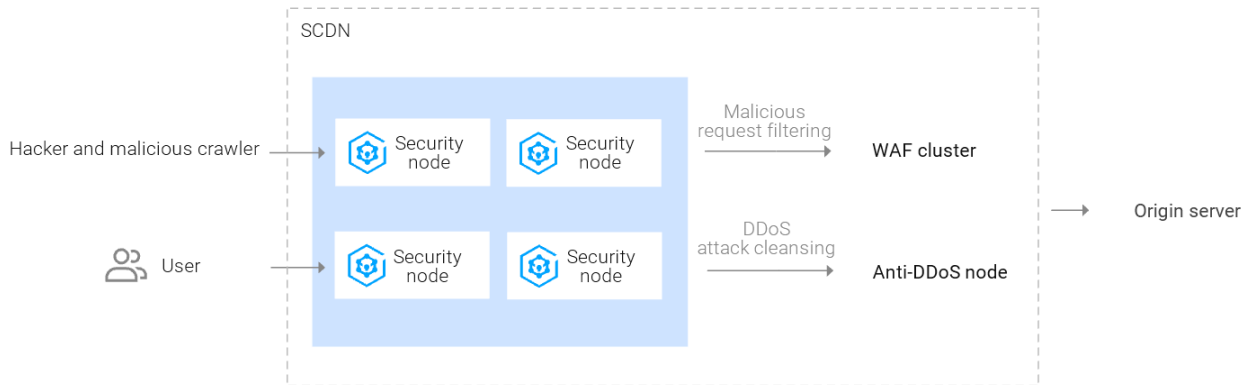 SCDN
Hacker and malicious crawler
Security
node
Security
node
Malicious
request filtering
WAF cluster
User
Security
node
Security
node
DDoS
attack cleansing
Anti-DDoS node
Origin server